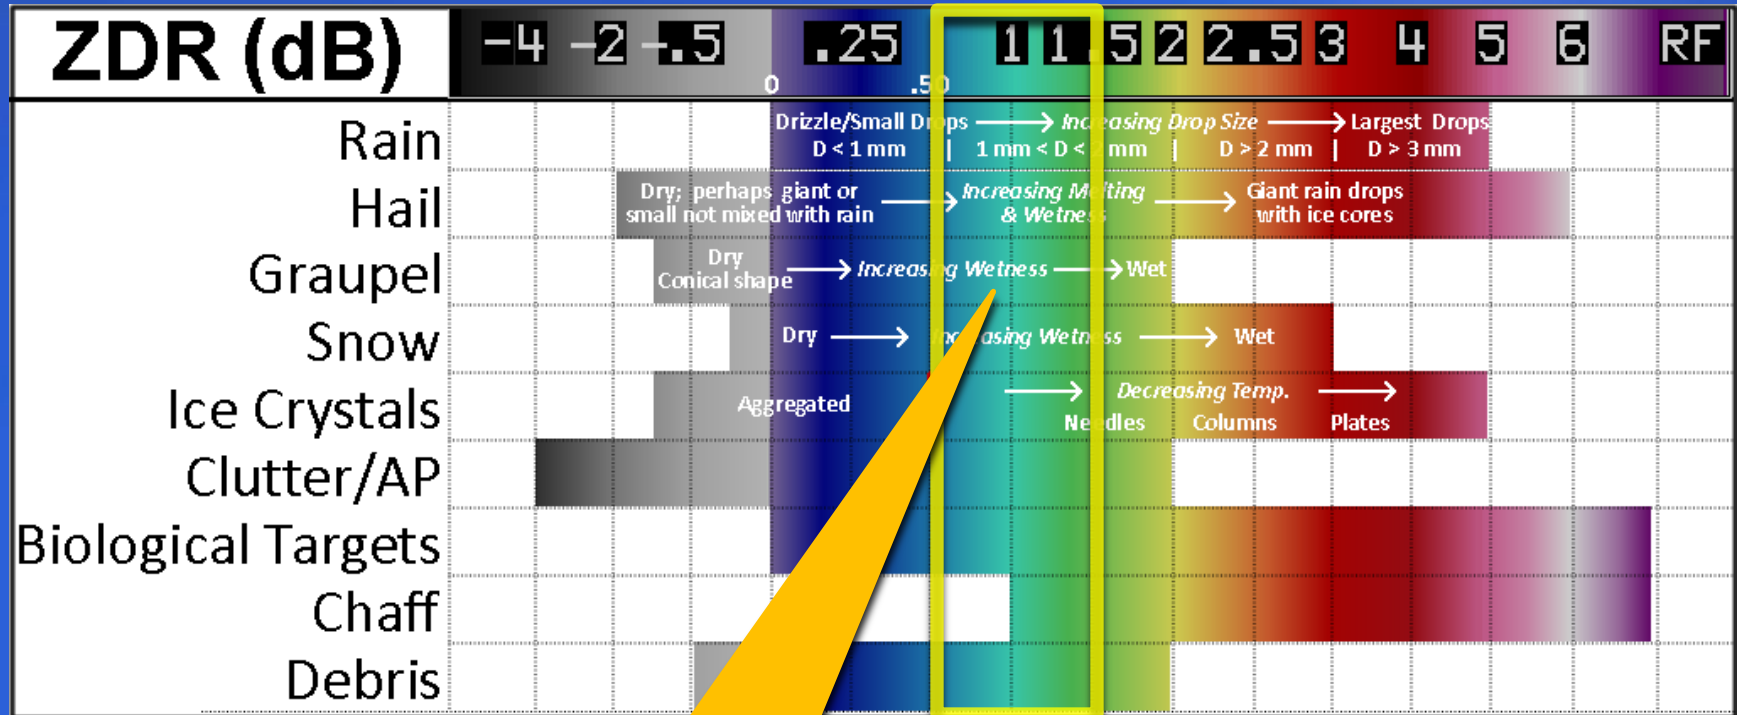 ZDR (dB) -4 -2 -.5 .25 1 1.5 2 2.5 3 4 5 6 RF
0 .50
Rain
Drizzle/Small Drops Increasing Drop Size Largest Drops
D < 1 mm | 1 mm < D < 2 mm | D > 2 mm | D > 3 mm
Hail
Dry; perhaps giant or
small not mixed with rain
Increasing Melting
& Wetness
Giant rain drops
with ice cores
Graupel
Dry
Conical shape
Increasing Wetness Wet
Snow
Dry Increasing Wetness Wet
Ice Crystals
Aggregated
Decreasing Temp.
Needles Columns Plates
Clutter/AP
Biological Targets
Chaff
Debris